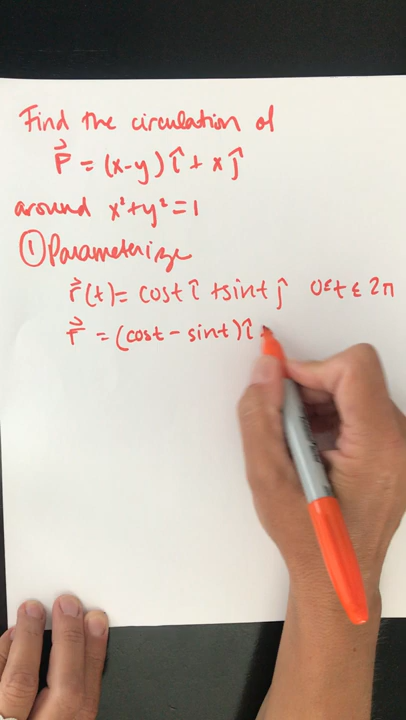 Find the circulation of
F⃗ = (x-y) î + x ĵ
around x²+y²=1
① Parameterize
r⃗(t) = cost î + sint ĵ 0≤t≤2π
F⃗ = (cost - sint) î